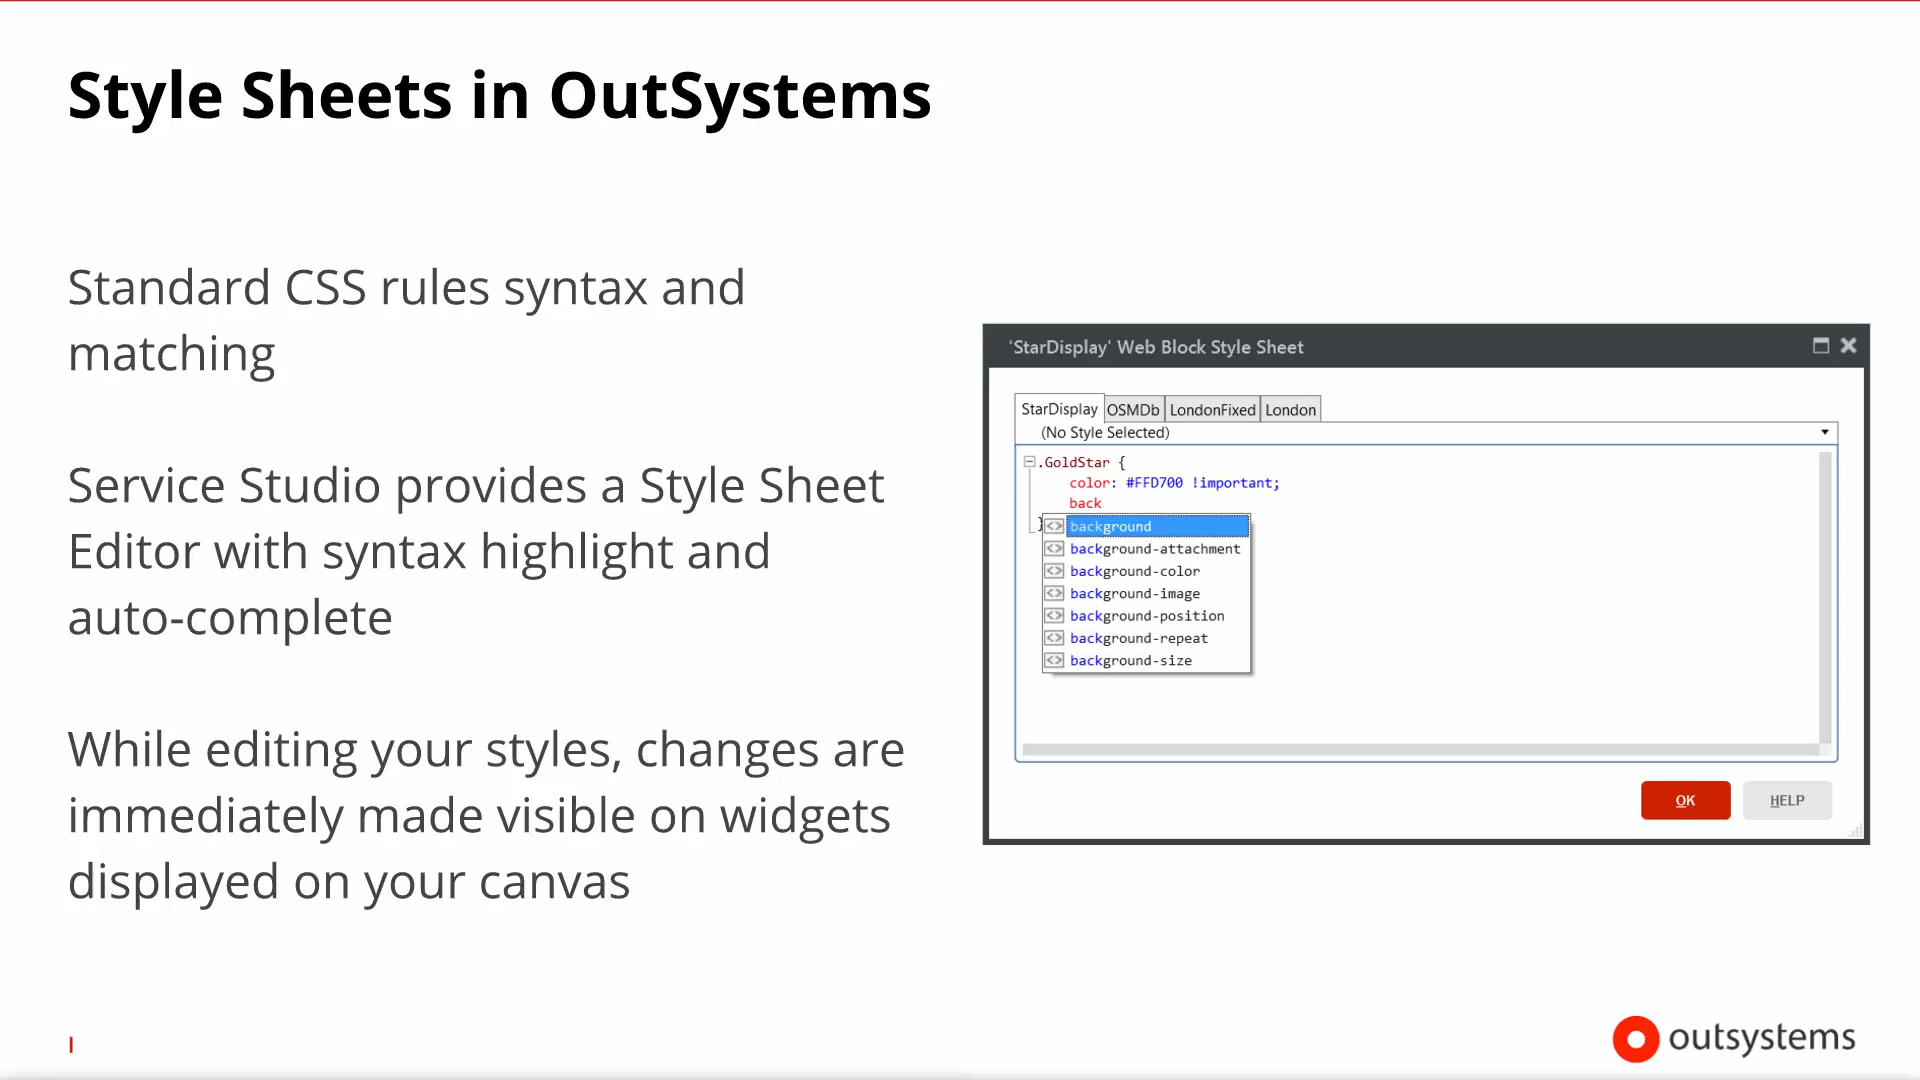 Style Sheets in OutSystems
Standard CSS rules syntax and
matching
Service Studio provides a Style Sheet
Editor with syntax highlight and
auto-complete
While editing your styles, changes are
immediately made visible on widgets
displayed on your canvas
'StarDisplay' Web Block Style Sheet
StarDisplay OSMDb LondonFixed London
(No Style Selected)
.GoldStar {
color: #FFD700 !important;
back
}
background
background-attachment
background-color
background-image
background-position
background-repeat
background-size
OK HELP
outsystems